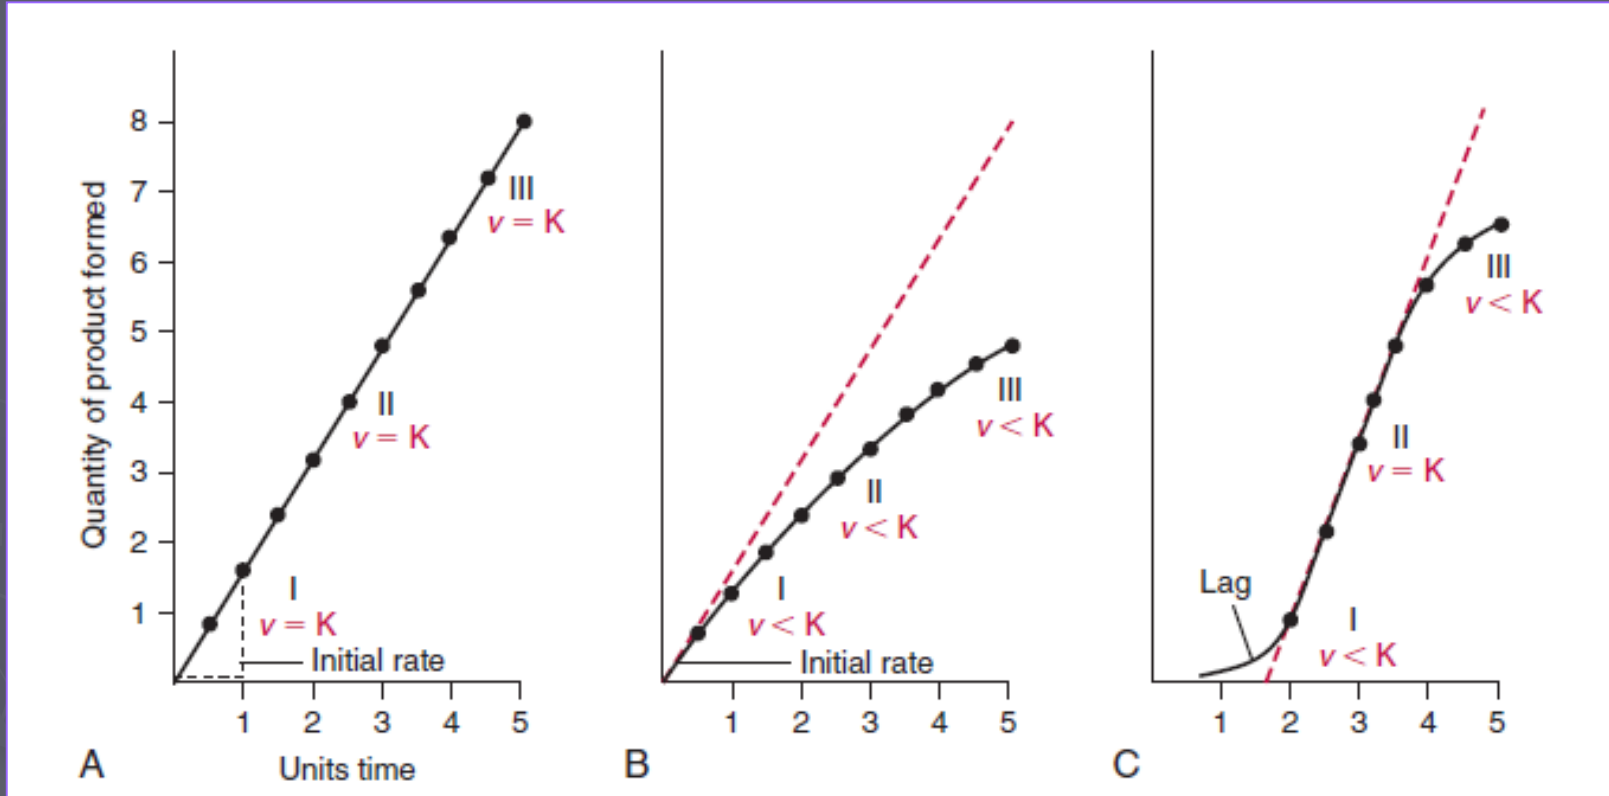 Quantity of product formed
8
7
6
5
4
3
2
1
III
v = K
II
v = K
I
v = K
Initial rate
1 2 3 4 5
A
Units time
III
v < K
II
v < K
I
v < K
Initial rate
1 2 3 4 5
B
III
v < K
II
v = K
Lag
I
v < K
1 2 3 4 5
C